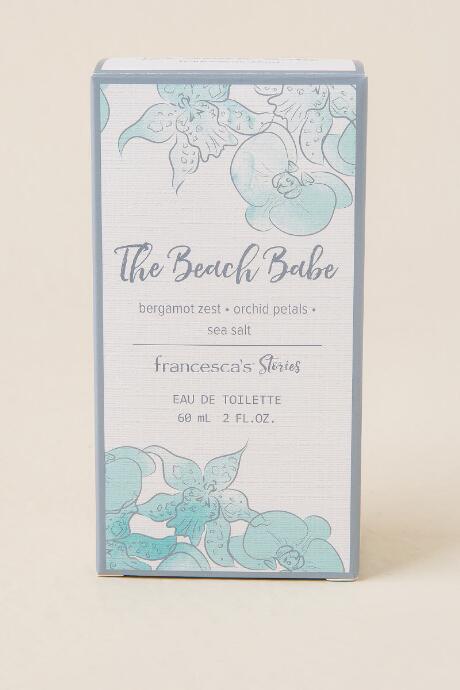 The Beach Babe
bergamot zest • orchid petals •
sea salt
francesca's Stories
EAU DE TOILETTE
60 mL 2 FL.OZ.